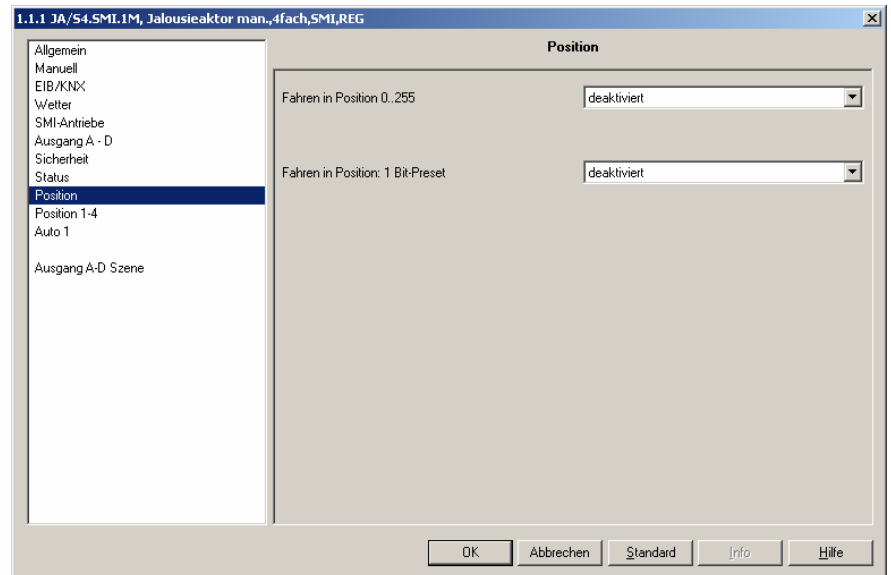 1.1.1 JA/S4.SMI.1M, Jalousieaktor man.,4fach,SMI,REG
Allgemein
Manuell
EIB/KNX
Wetter
SMI-Antriebe
Ausgang A - D
Sicherheit
Status
Position
Position 1-4
Auto 1
Ausgang A-D Szene
Position
Fahren in Position 0..255
deaktiviert
Fahren in Position: 1 Bit-Preset
deaktiviert
OK
Abbrechen
Standard
Info
Hilfe